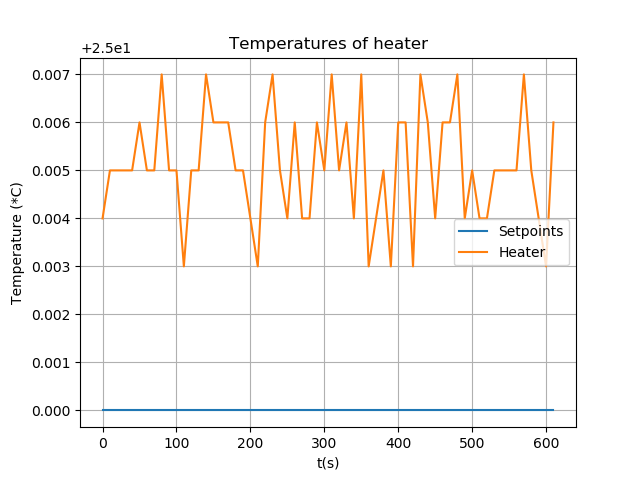 Temperatures of heater
+2.5e1
0.007
0.006
0.005
0.004
0.003
0.002
0.001
0.000
Temperature (*C)
Setpoints
Heater
0 100 200 300 400 500 600
t(s)